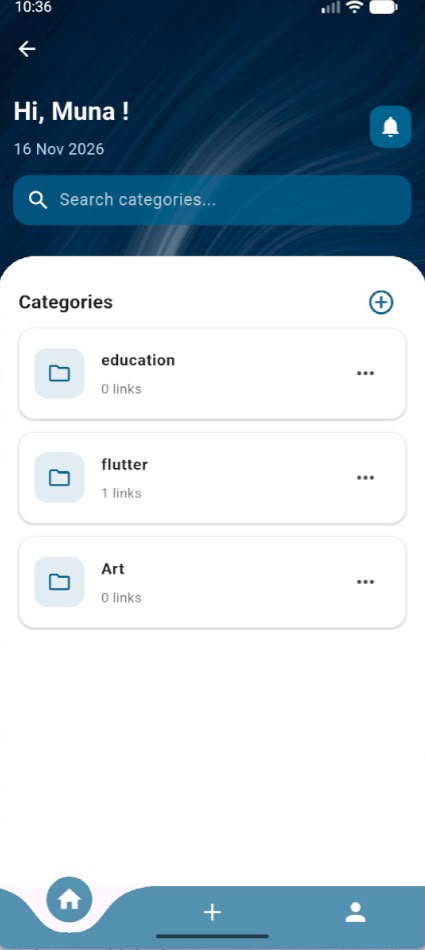 10:36
Hi, Muna !
16 Nov 2026
Search categories...
Categories
education
0 links
flutter
1 links
Art
0 links